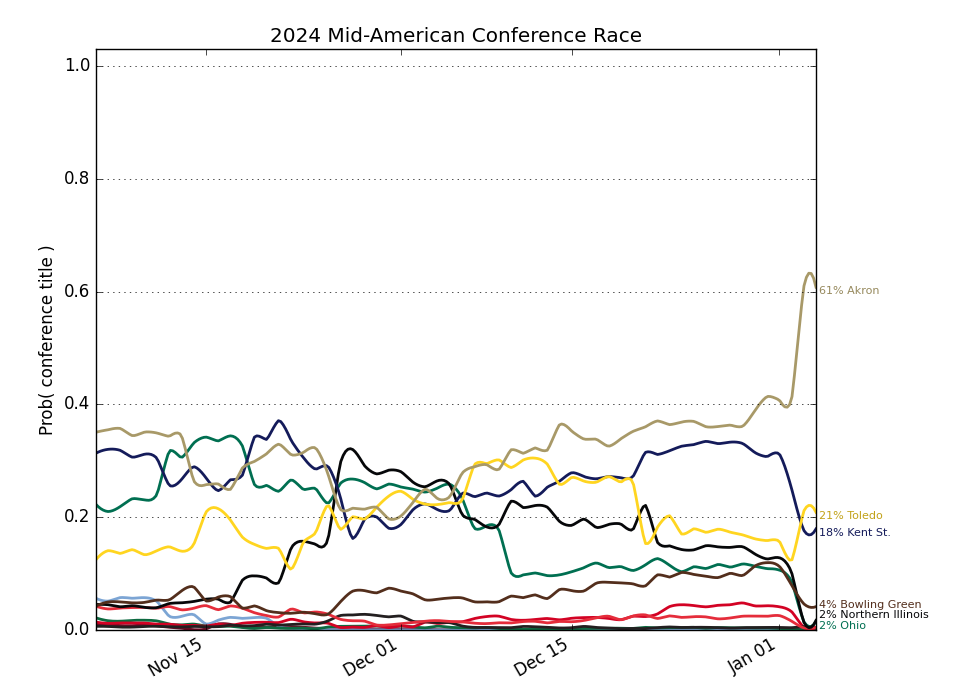 2024 Mid-American Conference Race
Prob( conference title )
1.0
0.8
0.6
0.4
0.2
0.0
61% Akron
21% Toledo
18% Kent St.
4% Bowling Green
2% Northern Illinois
2% Ohio
Nov 15
Dec 01
Dec 15
Jan 01